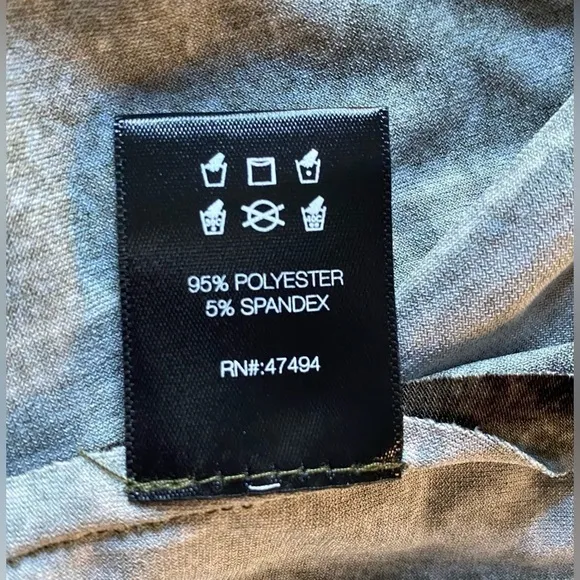 95% POLYESTER
5% SPANDEX
RN#:47494